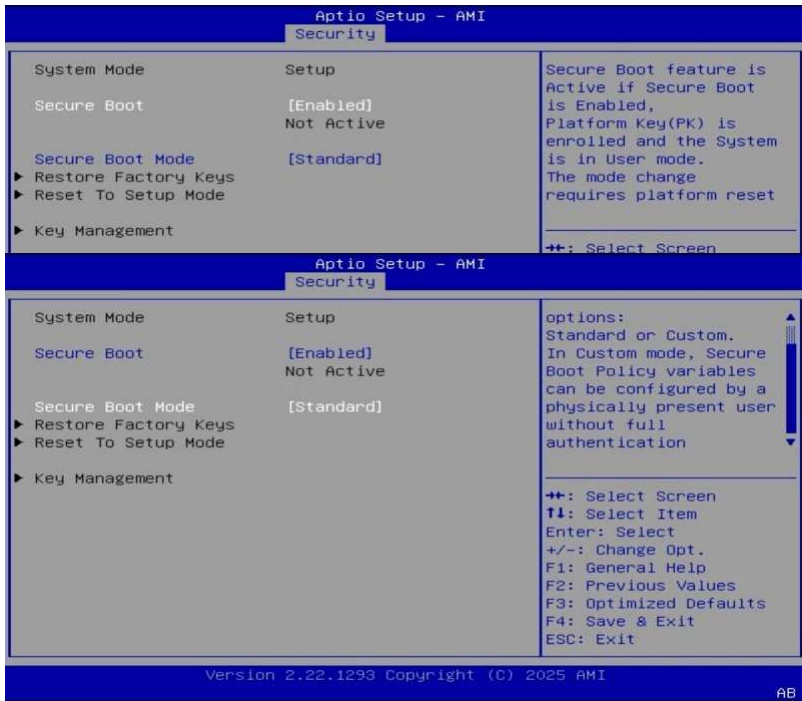 Aptio Setup - AMI
Security
System Mode Setup
Secure Boot [Enabled]
Not Active
Secure Boot Mode [Standard]
Restore Factory Keys
Reset To Setup Mode
Key Management
Secure Boot feature is
Active if Secure Boot
is Enabled,
Platform Key(PK) is
enrolled and the System
is in User mode.
The mode change
requires platform reset
→←: Select Screen
Aptio Setup - AMI
Security
System Mode Setup
Secure Boot [Enabled]
Not Active
Secure Boot Mode [Standard]
Restore Factory Keys
Reset To Setup Mode
Key Management
options:
Standard or Custom.
In Custom mode, Secure
Boot Policy variables
can be configured by a
physically present user
without full
authentication
→←: Select Screen
↑↓: Select Item
Enter: Select
+/-: Change Opt.
F1: General Help
F2: Previous Values
F3: Optimized Defaults
F4: Save & Exit
ESC: Exit
Version 2.22.1293 Copyright (C) 2025 AMI
AB